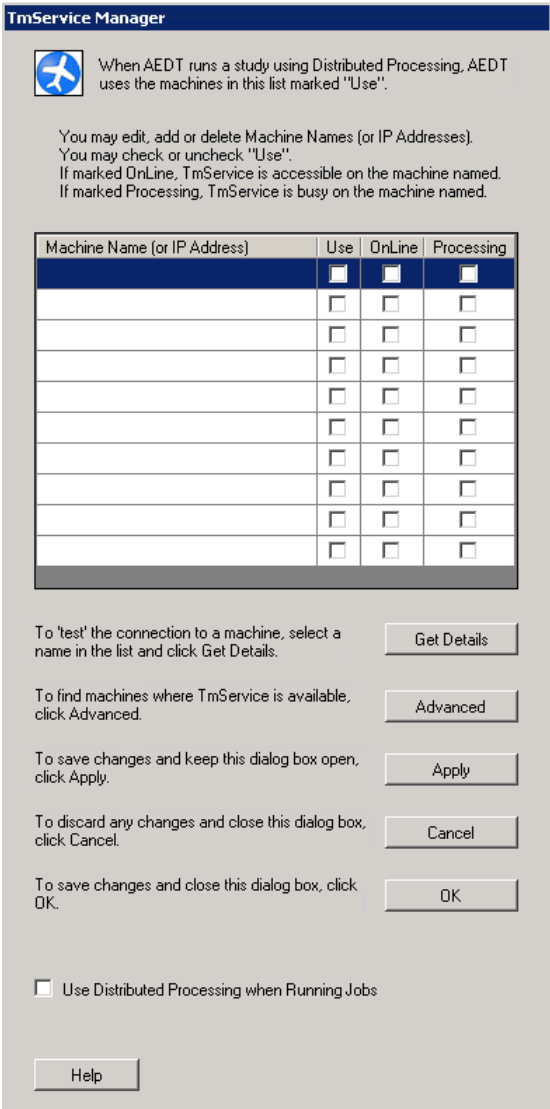 TmService Manager
When AEDT runs a study using Distributed Processing, AEDT
uses the machines in this list marked "Use".
You may edit, add or delete Machine Names (or IP Addresses).
You may check or uncheck "Use".
If marked OnLine, TmService is accessible on the machine named.
If marked Processing, TmService is busy on the machine named.
Machine Name (or IP Address) Use OnLine Processing
To 'test' the connection to a machine, select a
name in the list and click Get Details.
Get Details
To find machines where TmService is available,
click Advanced.
Advanced
To save changes and keep this dialog box open,
click Apply.
Apply
To discard any changes and close this dialog box,
click Cancel.
Cancel
To save changes and close this dialog box, click
OK.
OK
Use Distributed Processing when Running Jobs
Help